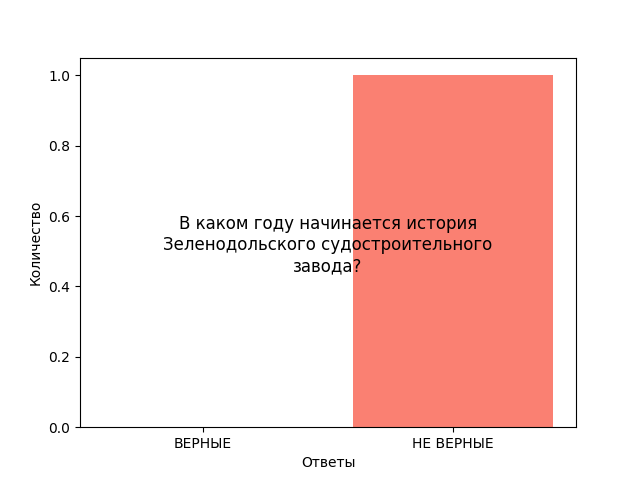 1.0
0.8
0.6
0.4
0.2
0.0
Количество
В каком году начинается история
Зеленодольского судостроительного
завода?
ВЕРНЫЕ
НЕ ВЕРНЫЕ
Ответы